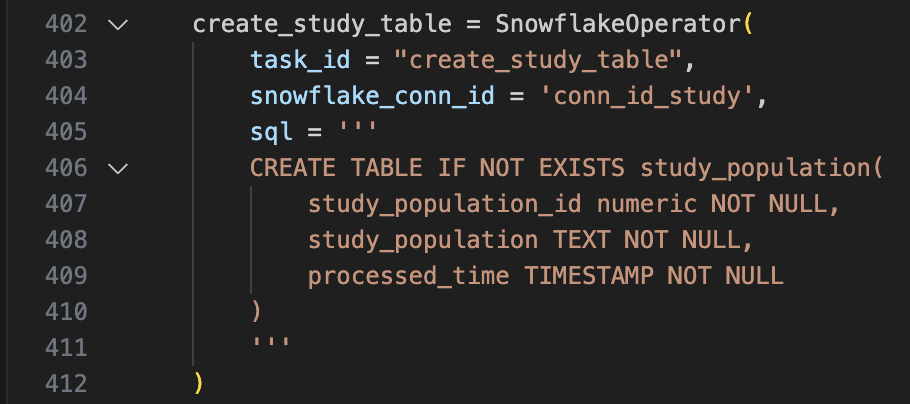 402 create_study_table = SnowflakeOperator(
403 task_id = "create_study_table",
404 snowflake_conn_id = 'conn_id_study',
405 sql = '''
406 CREATE TABLE IF NOT EXISTS study_population(
407 study_population_id numeric NOT NULL,
408 study_population TEXT NOT NULL,
409 processed_time TIMESTAMP NOT NULL
410 )
411 '''
412 )